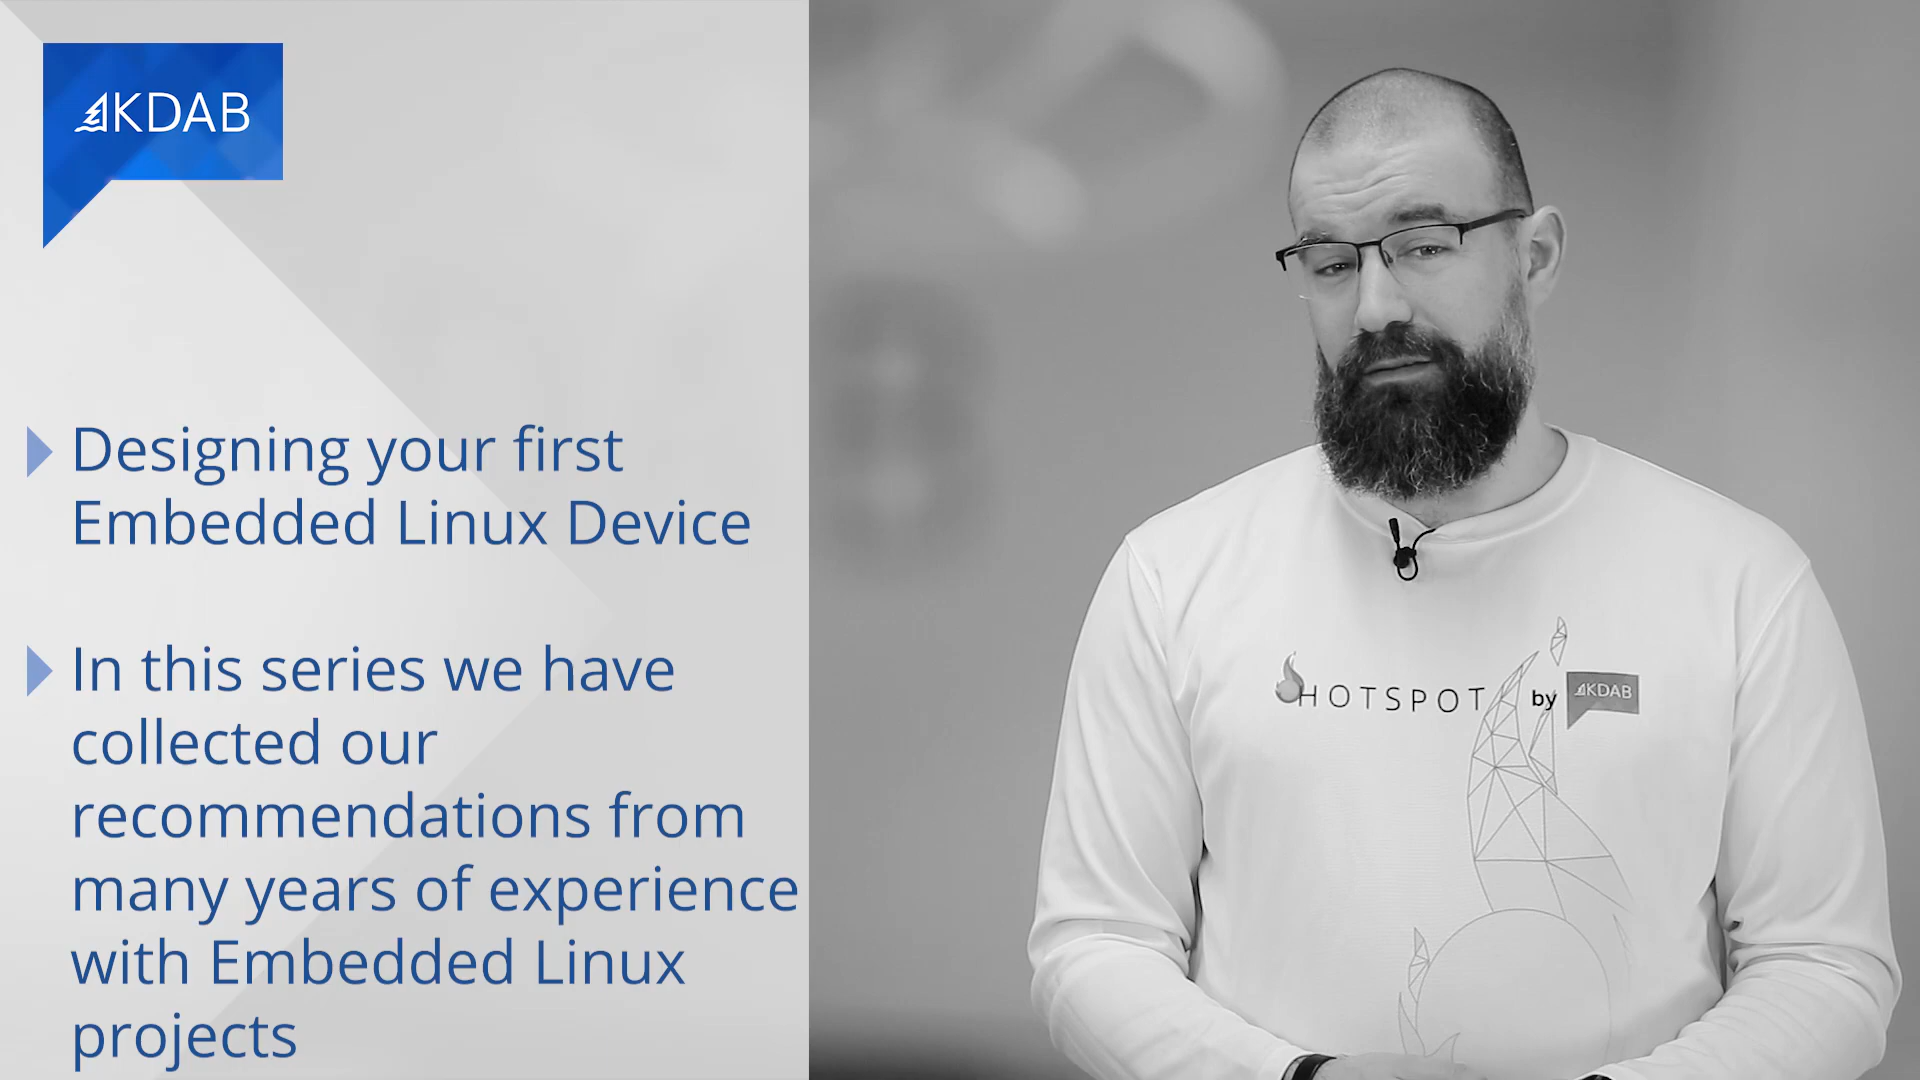 KDAB
Designing your first
Embedded Linux Device
In this series we have
collected our
recommendations from
many years of experience
with Embedded Linux
projects
HOTSPOT by KDAB